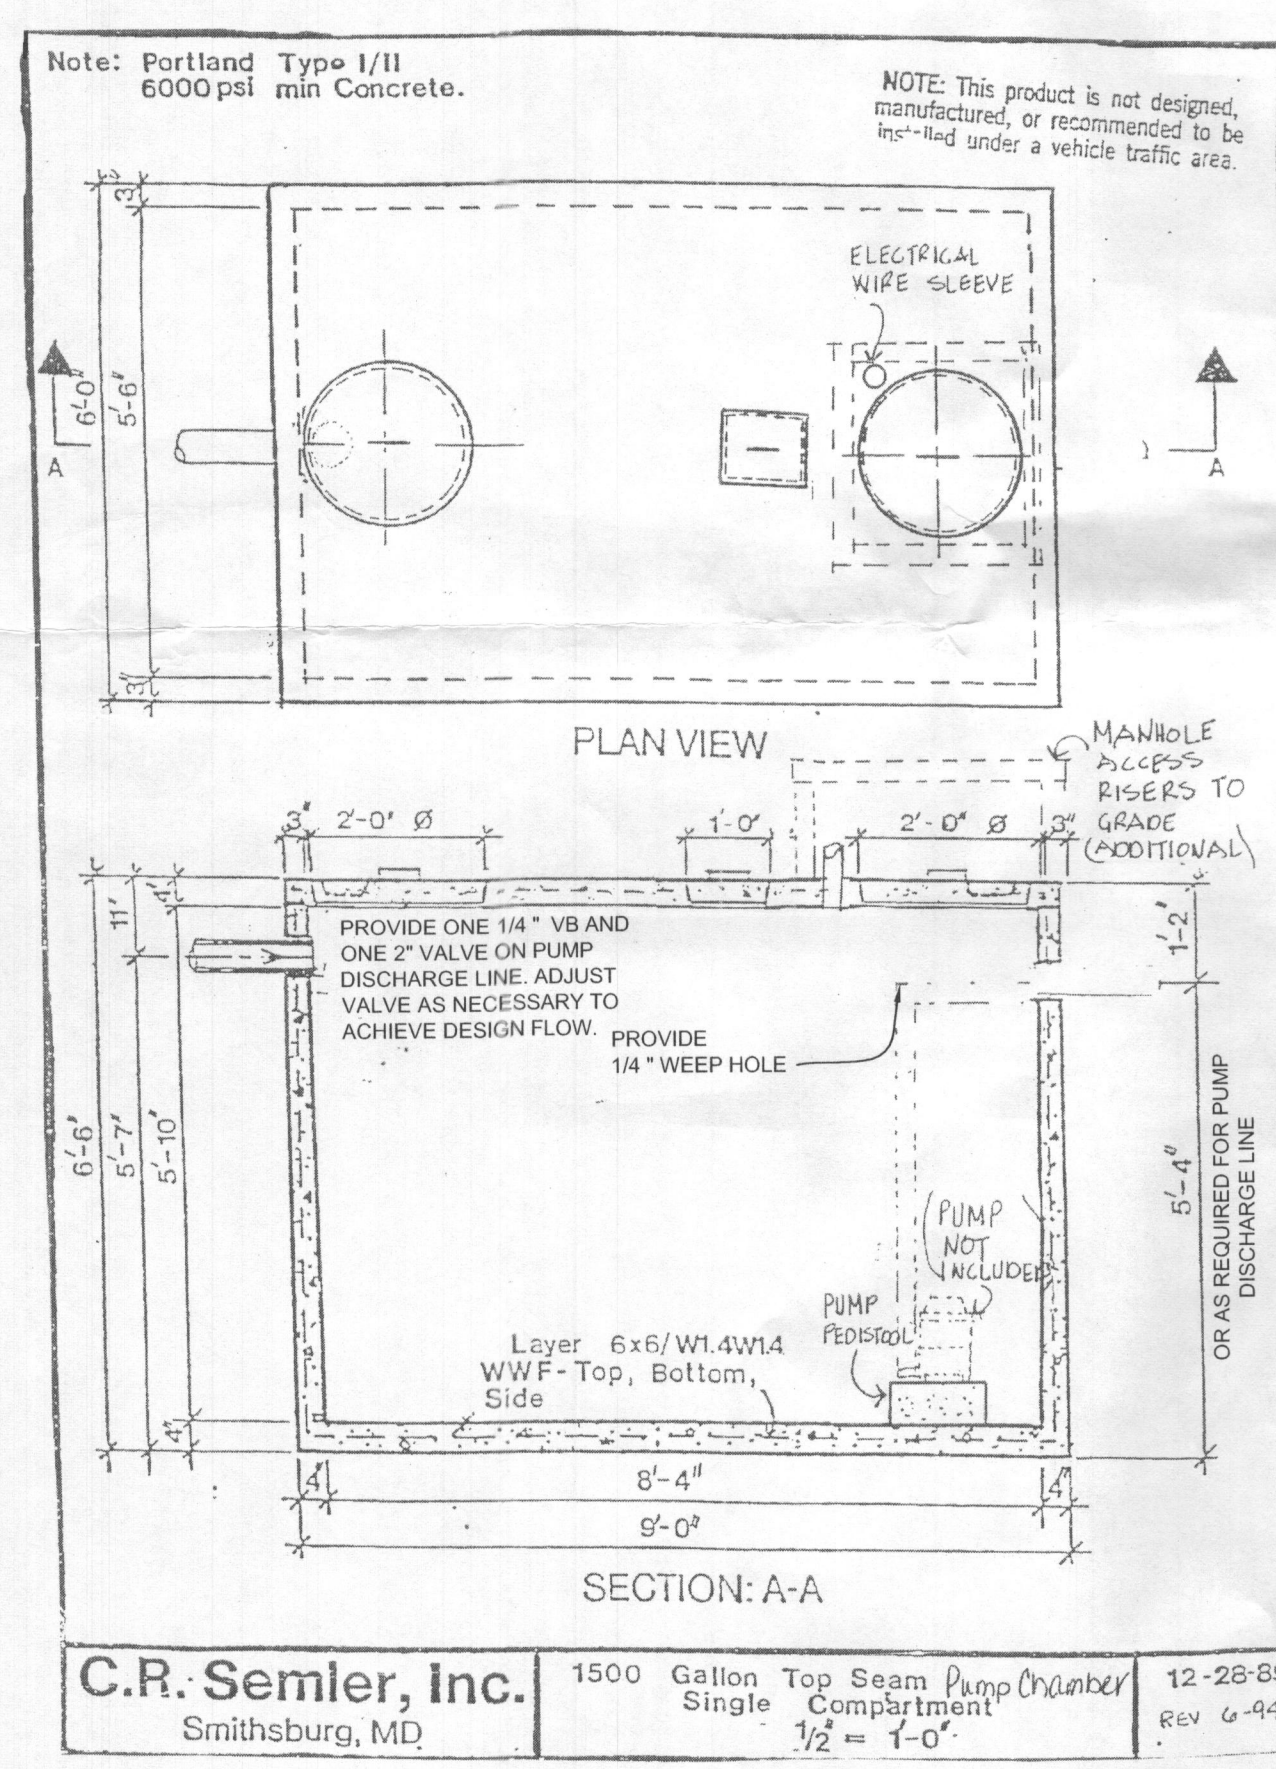 Note: Portland Type I/II
6000 psi min Concrete.
NOTE: This product is not designed,
manufactured, or recommended to be
installed under a vehicle traffic area.
3"
6'-0"
5'-6"
3"
A
A
ELECTRICAL
WIRE SLEEVE
PLAN VIEW
MANHOLE
ACCESS
RISERS TO
GRADE
(ADDITIONAL)
3" 2'-0" Ø 1'-0" 2'-0" Ø 3"
4"
11"
1'-2"
PROVIDE ONE 1/4 " VB AND
ONE 2" VALVE ON PUMP
DISCHARGE LINE. ADJUST
VALVE AS NECESSARY TO
ACHIEVE DESIGN FLOW.
PROVIDE
1/4 " WEEP HOLE
6'-6"
5'-7"
5'-10"
4"
5'-4"
OR AS REQUIRED FOR PUMP
DISCHARGE LINE
(PUMP
NOT
INCLUDED
PUMP
PEDISTOOL
Layer 6x6/W1.4W1.4
WWF-Top, Bottom,
Side
4" 8'-4" 4"
9'-0"
SECTION: A-A
C.R. Semler, Inc.
Smithsburg, MD.
1500 Gallon Top Seam Pump Chamber
Single Compartment
1/2" = 1'-0"
12-28-8
REV 6-94